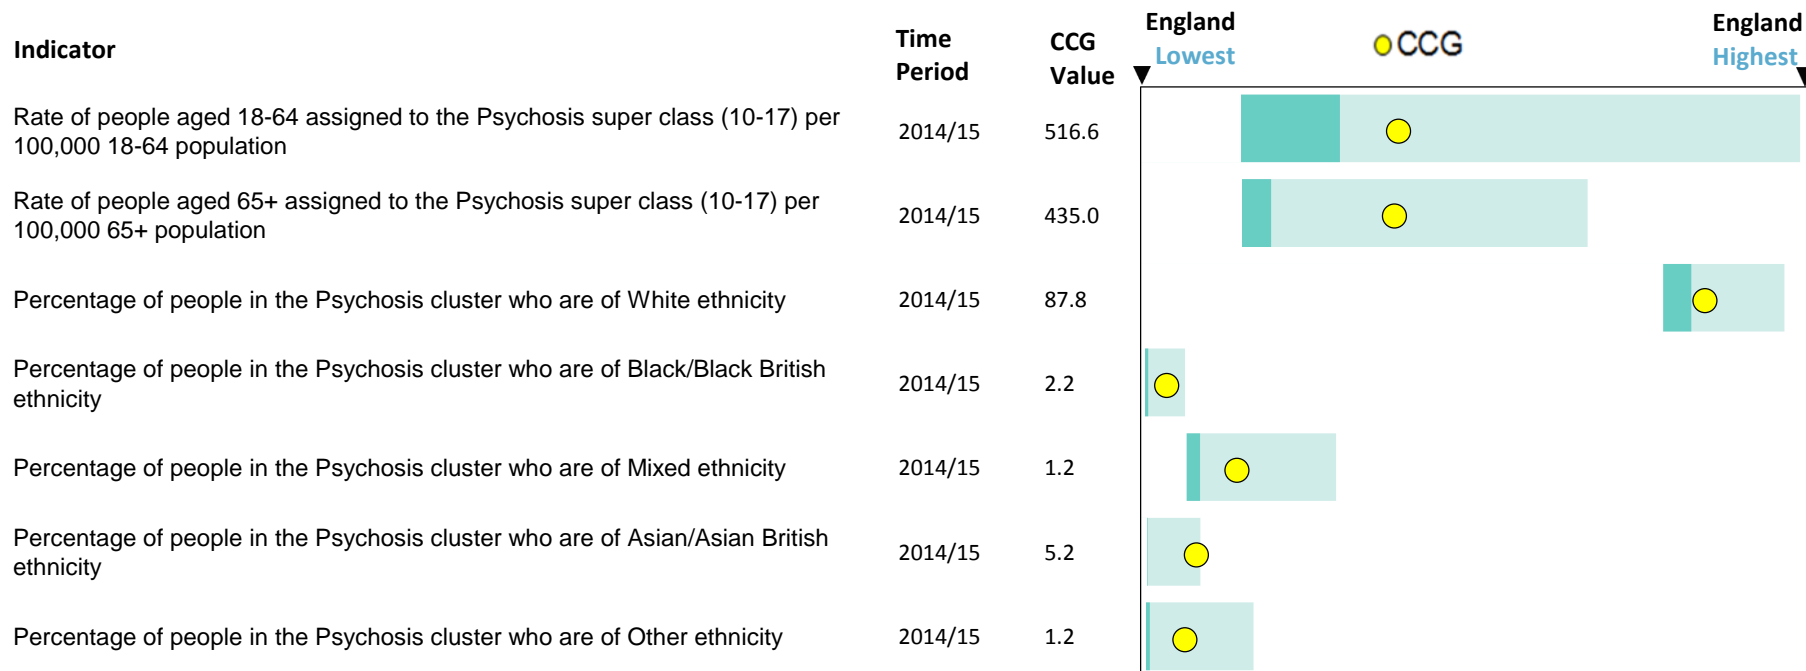 Indicator
Time
Period
CCG
Value
England
Lowest
CCG
England
Highest
Rate of people aged 18-64 assigned to the Psychosis super class (10-17) per
100,000 18-64 population
2014/15
516.6
Rate of people aged 65+ assigned to the Psychosis super class (10-17) per
100,000 65+ population
2014/15
435.0
Percentage of people in the Psychosis cluster who are of White ethnicity
2014/15
87.8
Percentage of people in the Psychosis cluster who are of Black/Black British
ethnicity
2014/15
2.2
Percentage of people in the Psychosis cluster who are of Mixed ethnicity
2014/15
1.2
Percentage of people in the Psychosis cluster who are of Asian/Asian British
ethnicity
2014/15
5.2
Percentage of people in the Psychosis cluster who are of Other ethnicity
2014/15
1.2